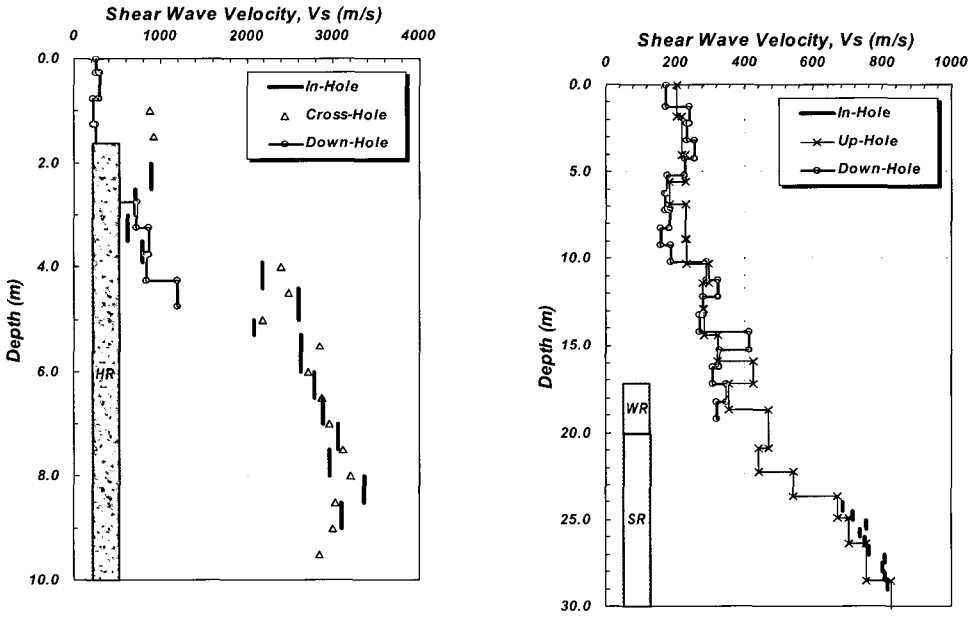 Shear Wave Velocity, Vs (m/s)
0 1000 2000 3000 4000
0.0
2.0
4.0
6.0
8.0
10.0
Depth (m)
In-Hole
Cross-Hole
Down-Hole
HR
Shear Wave Velocity, Vs (m/s)
0 200 400 600 800 1000
0.0
5.0
10.0
15.0
20.0
25.0
30.0
Depth (m)
In-Hole
Up-Hole
Down-Hole
WR
SR